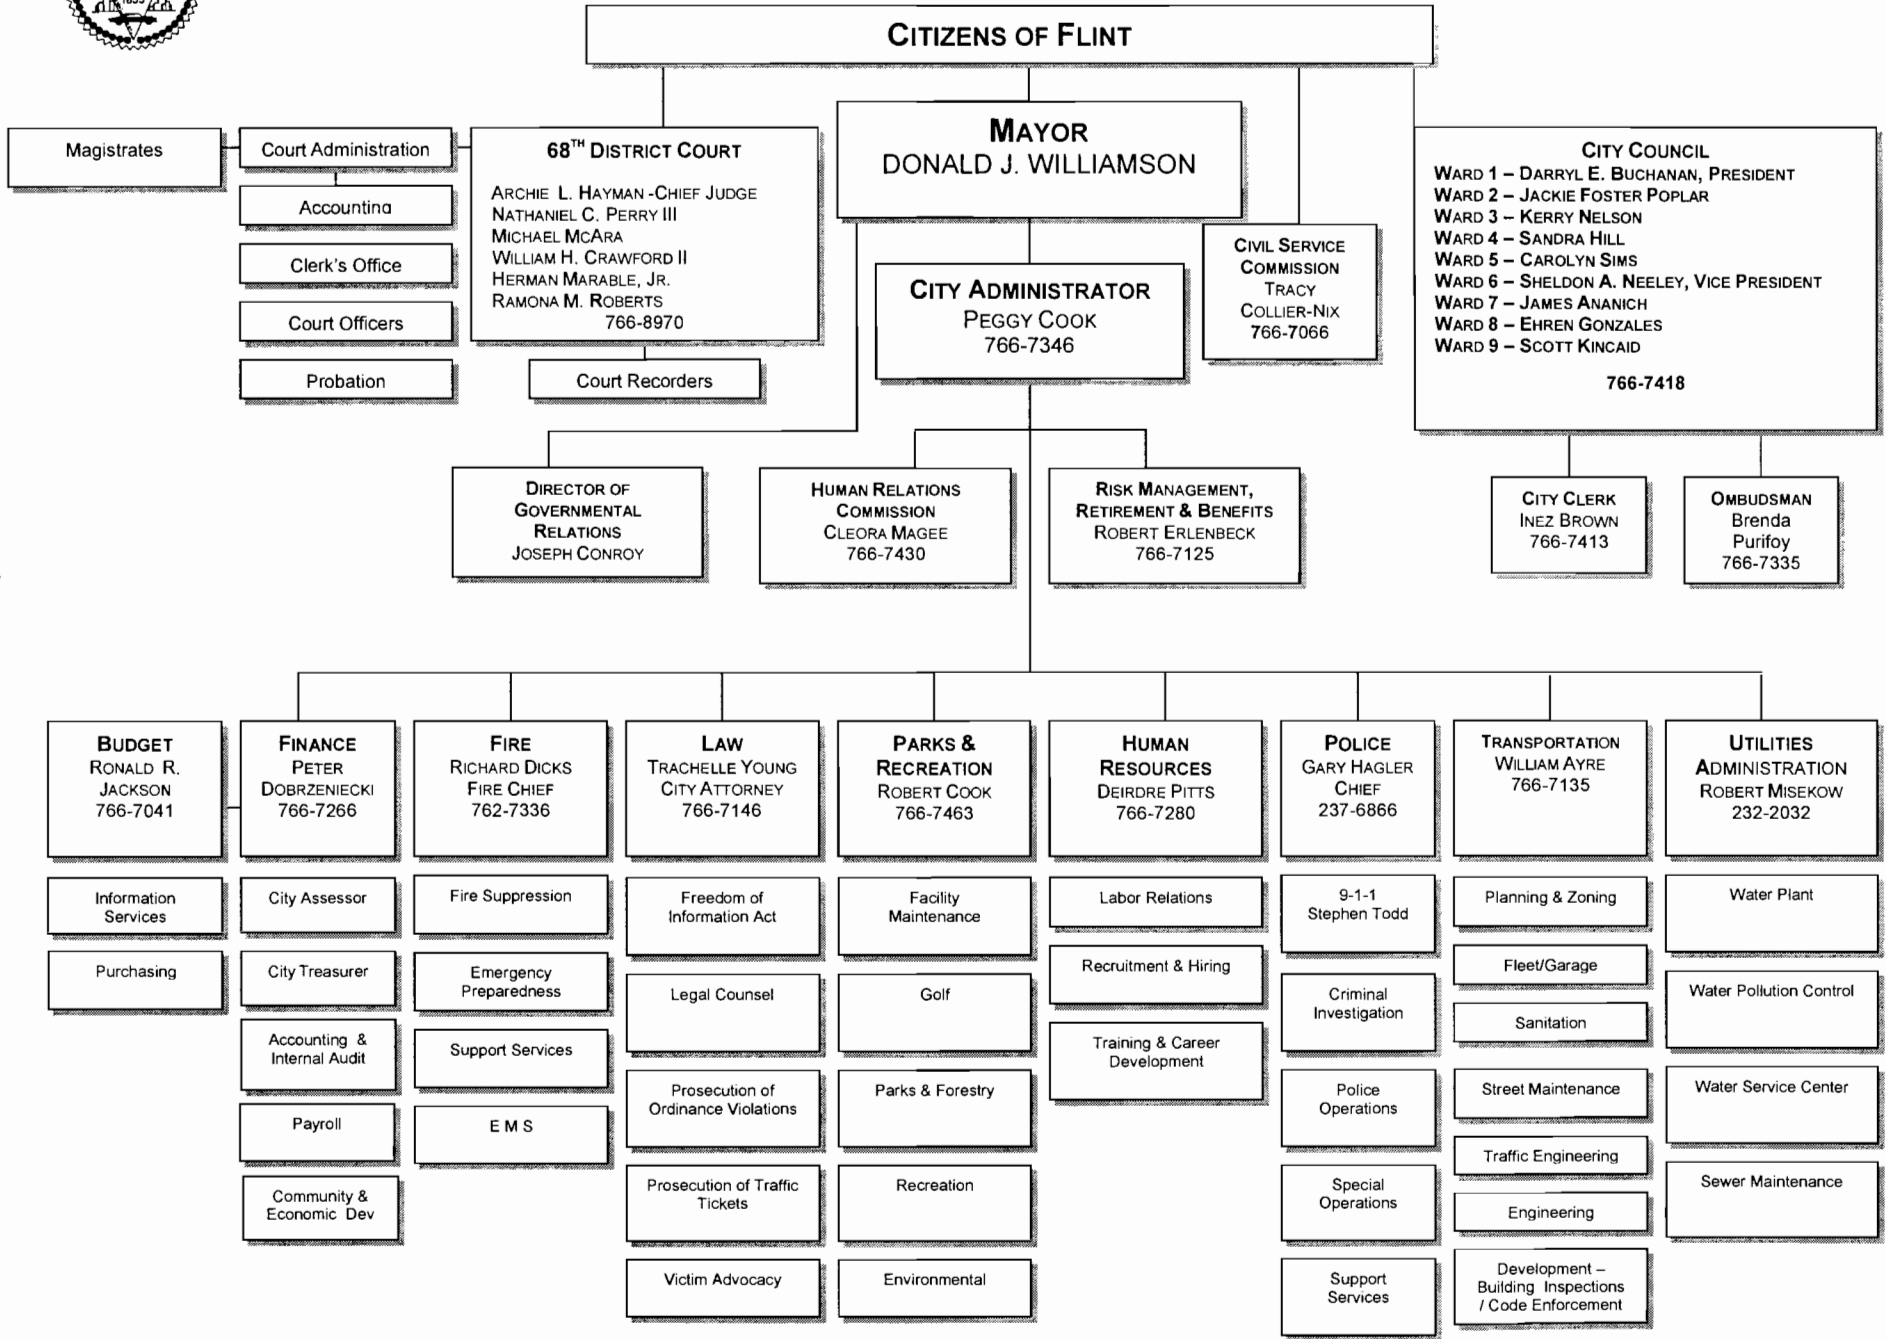 1855
CITIZENS OF FLINT
Magistrates
Court Administration
Accounting
Clerk's Office
Court Officers
Probation
68TH DISTRICT COURT
ARCHIE L. HAYMAN -CHIEF JUDGE
NATHANIEL C. PERRY III
MICHAEL MCARA
WILLIAM H. CRAWFORD II
HERMAN MARABLE, JR.
RAMONA M. ROBERTS
766-8970
Court Recorders
MAYOR
DONALD J. WILLIAMSON
CITY ADMINISTRATOR
PEGGY COOK
766-7346
CIVIL SERVICE
COMMISSION
TRACY
COLLIER-NIX
766-7066
CITY COUNCIL
WARD 1 – DARRYL E. BUCHANAN, PRESIDENT
WARD 2 – JACKIE FOSTER POPLAR
WARD 3 – KERRY NELSON
WARD 4 – SANDRA HILL
WARD 5 – CAROLYN SIMS
WARD 6 – SHELDON A. NEELEY, VICE PRESIDENT
WARD 7 – JAMES ANANICH
WARD 8 – EHREN GONZALES
WARD 9 – SCOTT KINCAID
766-7418
DIRECTOR OF
GOVERNMENTAL
RELATIONS
JOSEPH CONROY
HUMAN RELATIONS
COMMISSION
CLEORA MAGEE
766-7430
RISK MANAGEMENT,
RETIREMENT & BENEFITS
ROBERT ERLENBECK
766-7125
CITY CLERK
INEZ BROWN
766-7413
OMBUDSMAN
Brenda
Purifoy
766-7335
BUDGET
RONALD R.
JACKSON
766-7041
Information
Services
Purchasing
FINANCE
PETER
DOBRZENIECKI
766-7266
City Assessor
City Treasurer
Accounting &
Internal Audit
Payroll
Community &
Economic Dev
FIRE
RICHARD DICKS
FIRE CHIEF
762-7336
Fire Suppression
Emergency
Preparedness
Support Services
E M S
LAW
TRACHELLE YOUNG
CITY ATTORNEY
766-7146
Freedom of
Information Act
Legal Counsel
Prosecution of
Ordinance Violations
Prosecution of Traffic
Tickets
Victim Advocacy
PARKS &
RECREATION
ROBERT COOK
766-7463
Facility
Maintenance
Golf
Parks & Forestry
Recreation
Environmental
HUMAN
RESOURCES
DEIRDRE PITTS
766-7280
Labor Relations
Recruitment & Hiring
Training & Career
Development
POLICE
GARY HAGLER
CHIEF
237-6866
9-1-1
Stephen Todd
Criminal
Investigation
Police
Operations
Special
Operations
Support
Services
TRANSPORTATION
WILLIAM AYRE
766-7135
Planning & Zoning
Fleet/Garage
Sanitation
Street Maintenance
Traffic Engineering
Engineering
Development –
Building Inspections
/ Code Enforcement
UTILITIES
ADMINISTRATION
ROBERT MISEKOW
232-2032
Water Plant
Water Pollution Control
Water Service Center
Sewer Maintenance